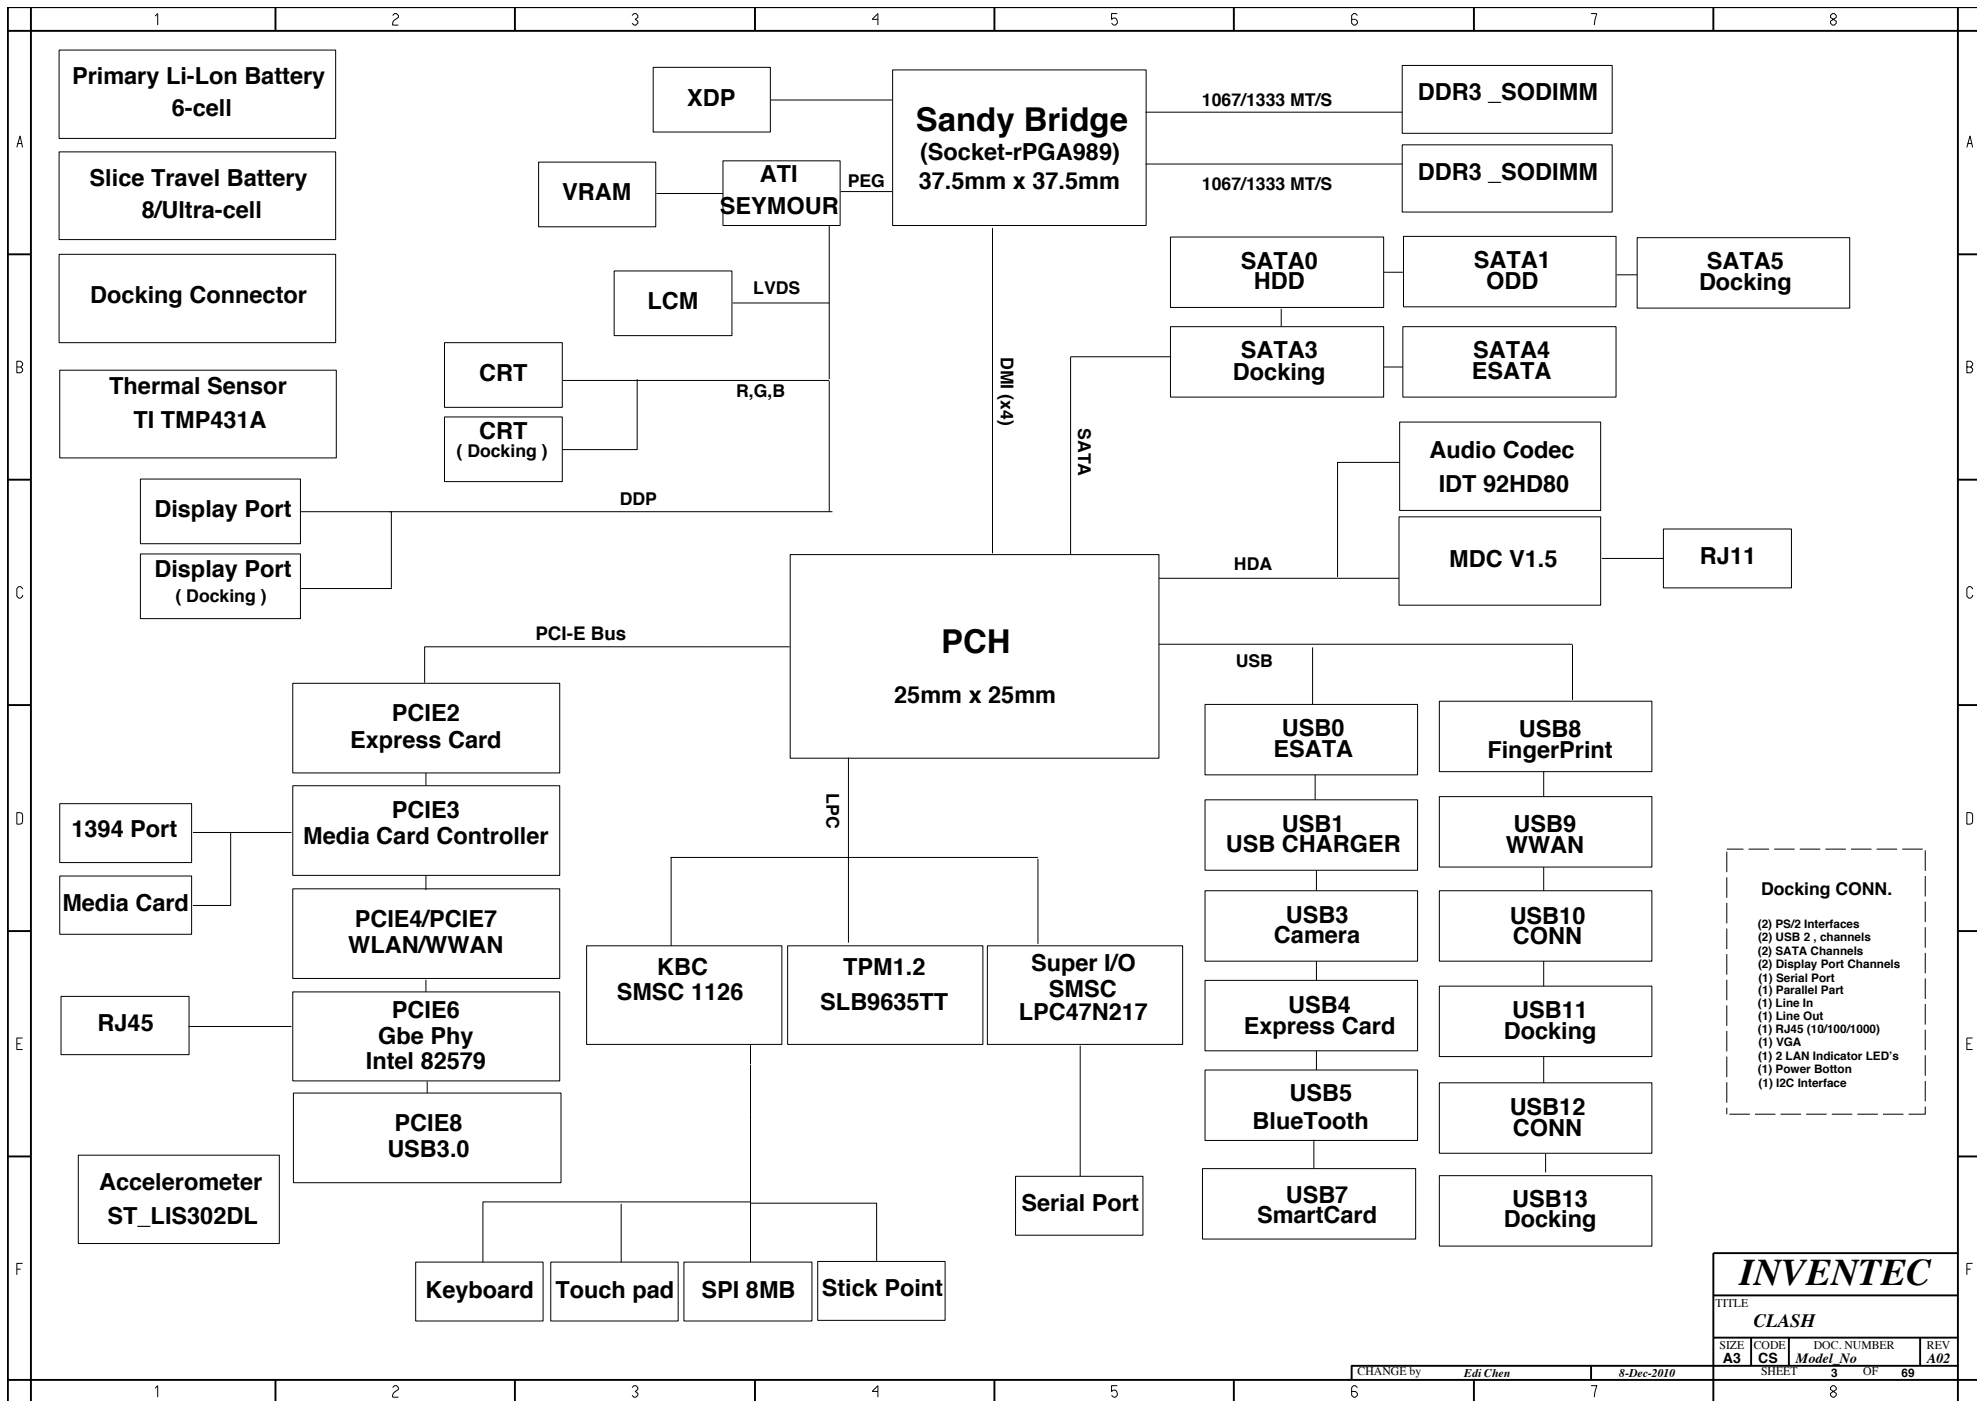 1 2 3 4 5 6 7 8
A
B
C
D
E
F
Primary Li-Lon Battery
6-cell
Slice Travel Battery
8/Ultra-cell
Docking Connector
Thermal Sensor
TI TMP431A
XDP
Sandy Bridge
(Socket-rPGA989)
37.5mm x 37.5mm
1067/1333 MT/S
DDR3 _SODIMM
1067/1333 MT/S
DDR3 _SODIMM
VRAM
ATI
SEYMOUR
PEG
LCM
LVDS
CRT
R,G,B
CRT
( Docking )
Display Port
DDP
Display Port
( Docking )
DMI (x4)
SATA
SATA0
HDD
SATA1
ODD
SATA5
Docking
SATA3
Docking
SATA4
ESATA
Audio Codec
IDT 92HD80
HDA
MDC V1.5
RJ11
PCH
25mm x 25mm
PCI-E Bus
USB
LPC
PCIE2
Express Card
PCIE3
Media Card Controller
1394 Port
Media Card
PCIE4/PCIE7
WLAN/WWAN
PCIE6
Gbe Phy
Intel 82579
RJ45
PCIE8
USB3.0
Accelerometer
ST_LIS302DL
KBC
SMSC 1126
TPM1.2
SLB9635TT
Super I/O
SMSC
LPC47N217
Serial Port
Keyboard
Touch pad
SPI 8MB
Stick Point
USB0
ESATA
USB1
USB CHARGER
USB3
Camera
USB4
Express Card
USB5
BlueTooth
USB7
SmartCard
USB8
FingerPrint
USB9
WWAN
USB10
CONN
USB11
Docking
USB12
CONN
USB13
Docking
Docking CONN.
(2) PS/2 Interfaces
(2) USB 2 , channels
(2) SATA Channels
(2) Display Port Channels
(1) Serial Port
(1) Parallel Part
(1) Line In
(1) Line Out
(1) RJ45 (10/100/1000)
(1) VGA
(1) 2 LAN Indicator LED's
(1) Power Botton
(1) I2C Interface
INVENTEC
TITLE
CLASH
SIZE CODE DOC. NUMBER REV
A3 CS Model_No A02
CHANGE by Edi Chen 8-Dec-2010 SHEET 3 OF 69
A
B
C
D
E
F
1 2 3 4 5 6 7 8